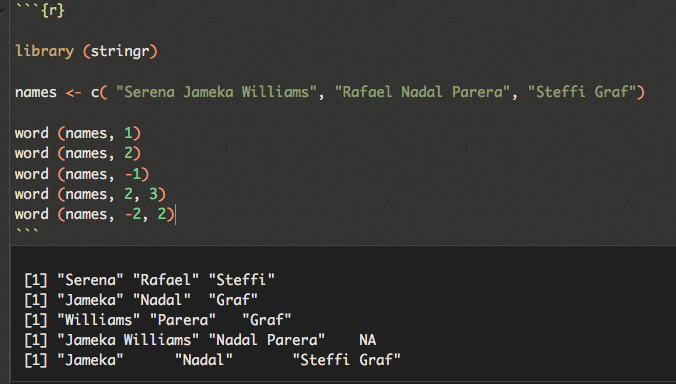 ```{r}
library (stringr)
names <- c( "Serena Jameka Williams", "Rafael Nadal Parera", "Steffi Graf")
word (names, 1)
word (names, 2)
word (names, -1)
word (names, 2, 3)
word (names, -2, 2)
```
[1] "Serena" "Rafael" "Steffi"
[1] "Jameka" "Nadal"  "Graf"
[1] "Williams" "Parera"   "Graf"
[1] "Jameka Williams" "Nadal Parera"    NA
[1] "Jameka"      "Nadal"       "Steffi Graf"